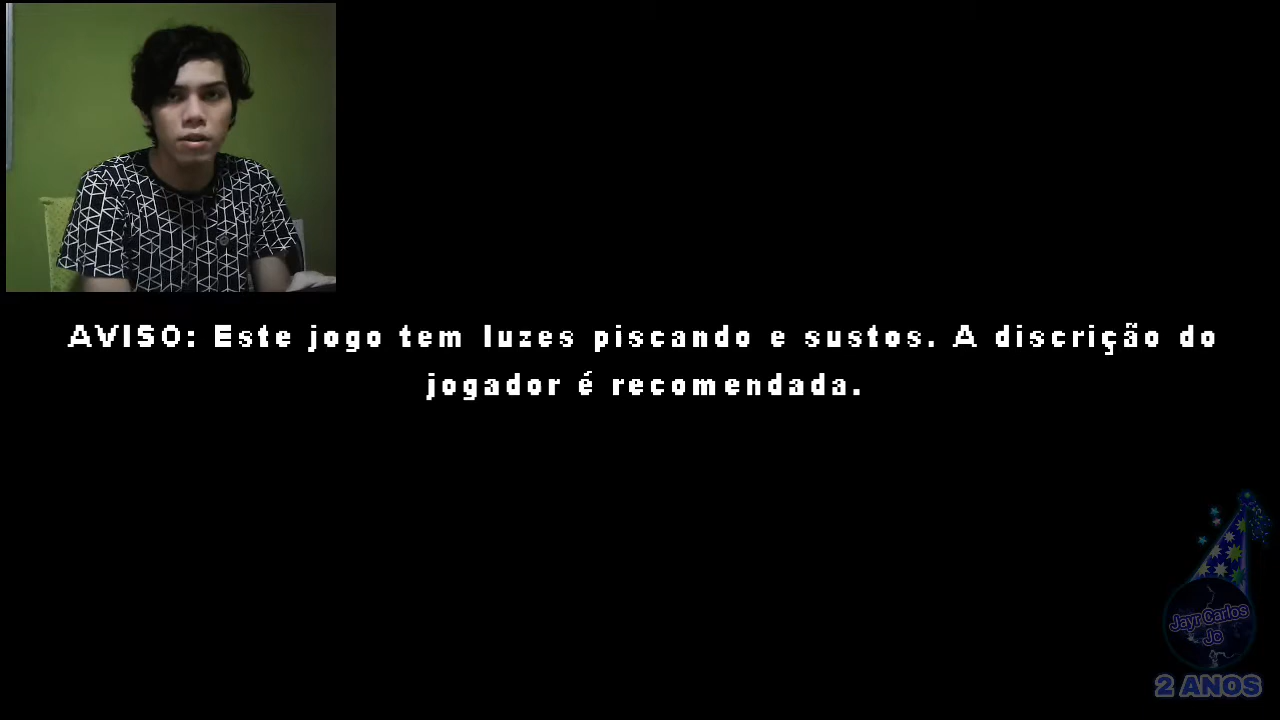 AVISO: Este jogo tem luzes piscando e sustos. A discrição do
jogador é recomendada.
Jayr Carlos
Jc
2 ANOS